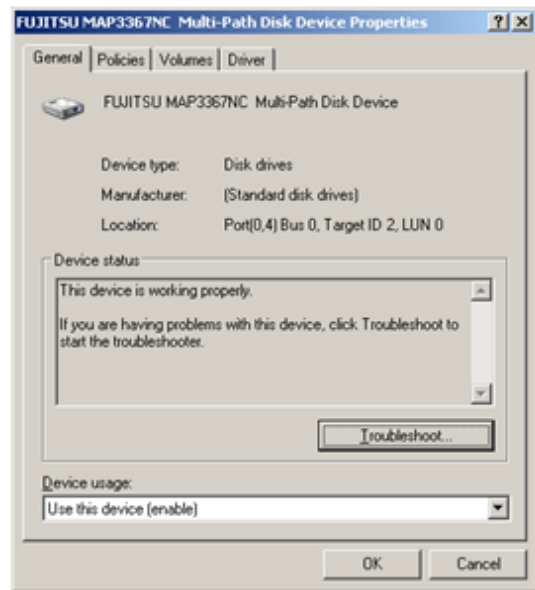 FUJITSU MAP3367NC Multi-Path Disk Device Properties
General Policies Volumes Driver
FUJITSU MAP3367NC Multi-Path Disk Device
Device type: Disk drives
Manufacturer: (Standard disk drives)
Location: Port(0,4) Bus 0, Target ID 2, LUN 0
Device status
This device is working properly.
If you are having problems with this device, click Troubleshoot to
start the troubleshooter.
Troubleshoot...
Device usage:
Use this device (enable)
OK Cancel